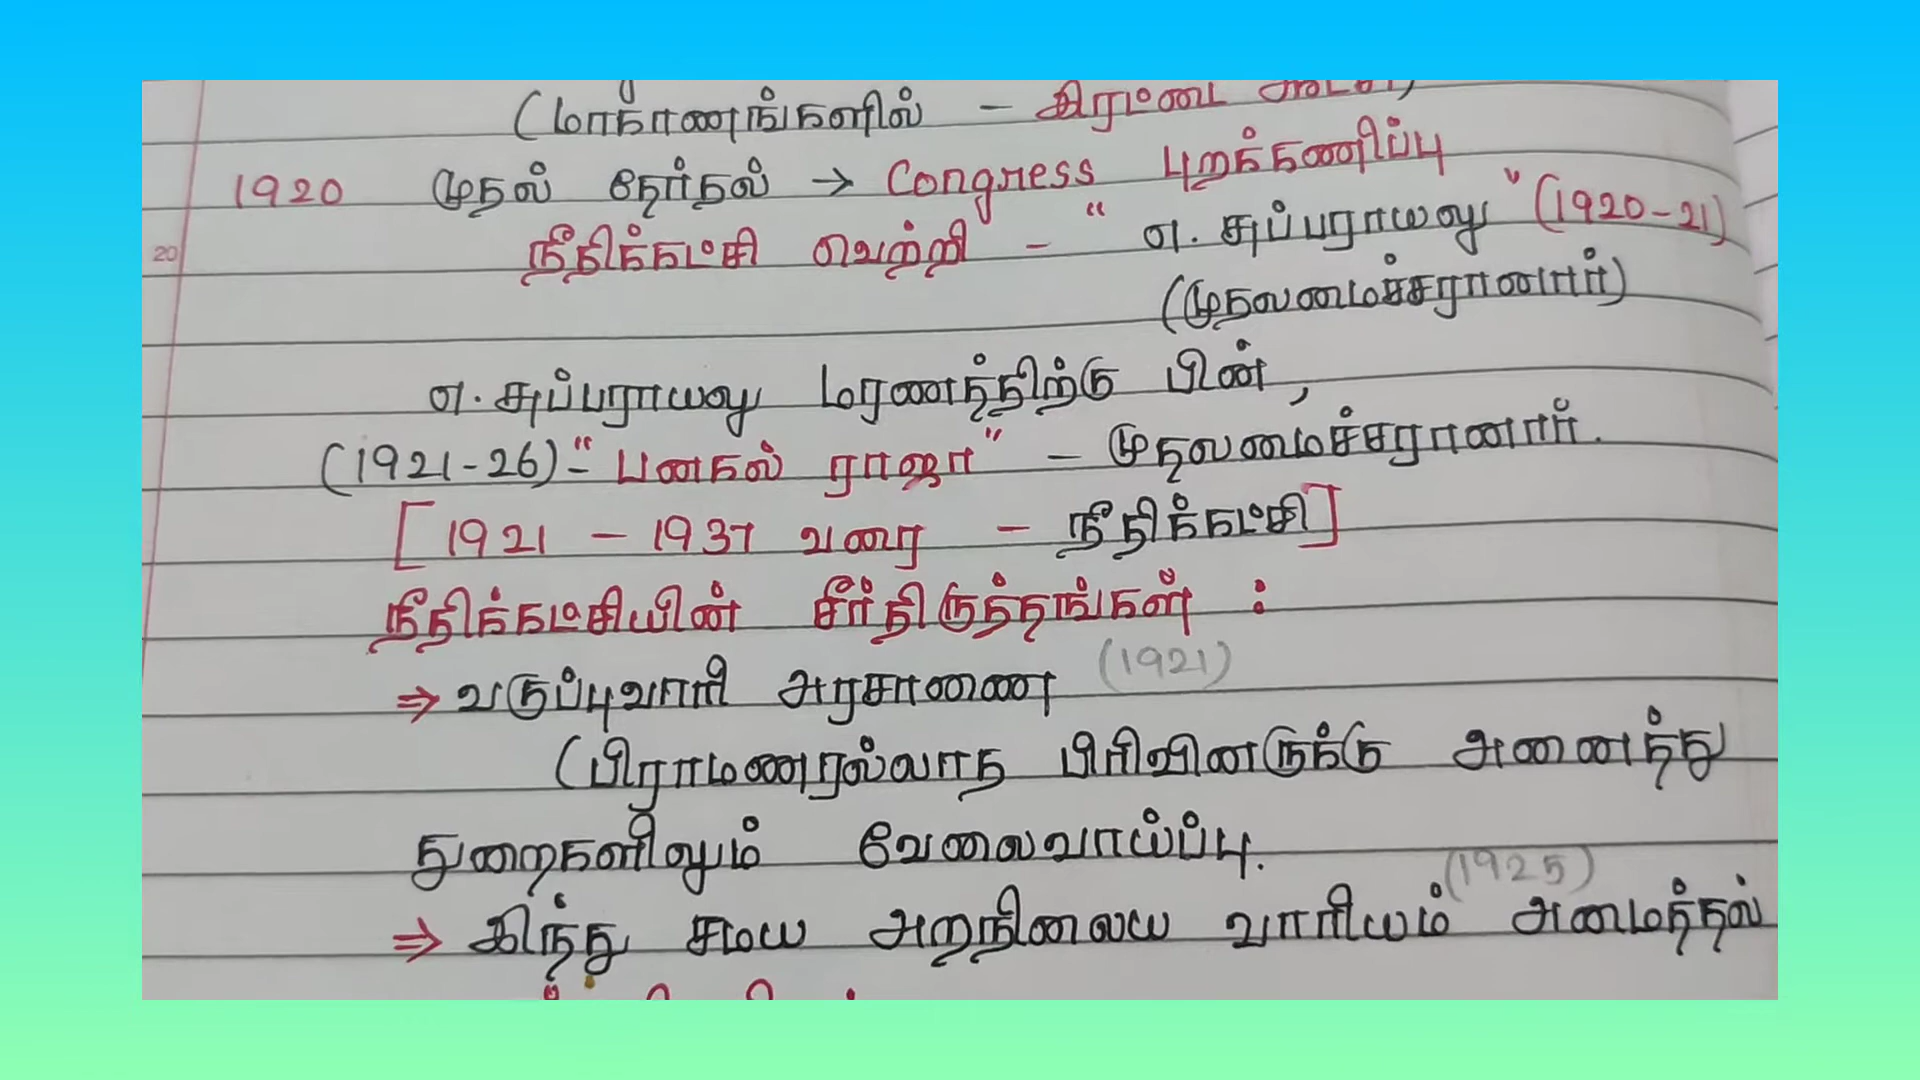 (மாகாணங்களில் – இரட்டை ஆட்சி)
1920 முதல் தேர்தல் → Congress புறக்கணிப்பு
நீதிக்கட்சி வெற்றி – " எ. சுப்பராயலு " (1920-21)
20
(முதலமைச்சரானார்)
எ. சுப்பராயலு மரணத்திற்கு பின்,
(1921-26) – "பனகல் ராஜா" – முதலமைச்சரானார்.
[1921 – 1937 வரை – நீதிக்கட்சி]
நீதிக்கட்சியின் சீர்திருத்தங்கள் :
⇒ வகுப்புவாரி அரசாணை (1921)
(பிராமணரல்லாத பிரிவினருக்கு அனைத்து
துறைகளிலும் வேலைவாய்ப்பு.
⇒ இந்து சமய அறநிலைய வாரியம் (1925) அமைத்தல்